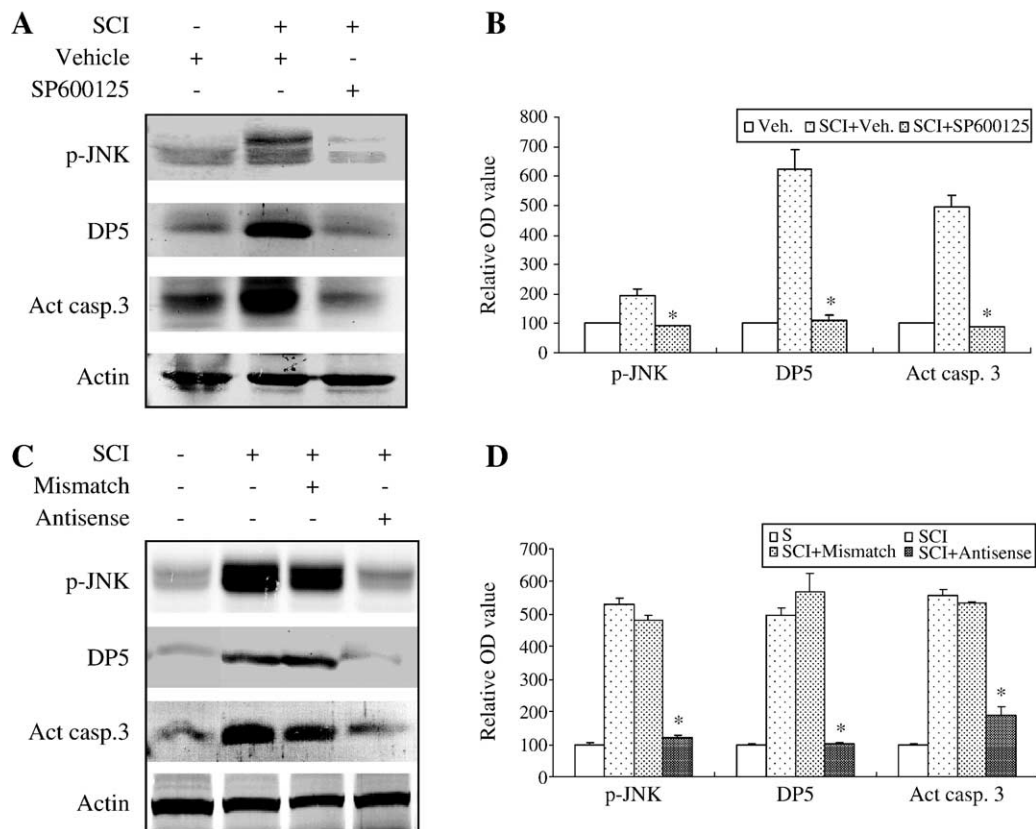 A
SCI - + +
Vehicle + + -
SP600125 - - +
p-JNK
DP5
Act casp.3
Actin
B
Relative OD value
800
700
600
500
400
300
200
100
0
Veh. SCI+Veh. SCI+SP600125
* * *
p-JNK DP5 Act casp. 3
C
SCI - + + +
Mismatch - - + -
Antisense - - - +
p-JNK
DP5
Act casp.3
Actin
D
Relative OD value
700
600
500
400
300
200
100
0
S SCI
SCI+Mismatch SCI+Antisense
* * *
p-JNK DP5 Act casp. 3